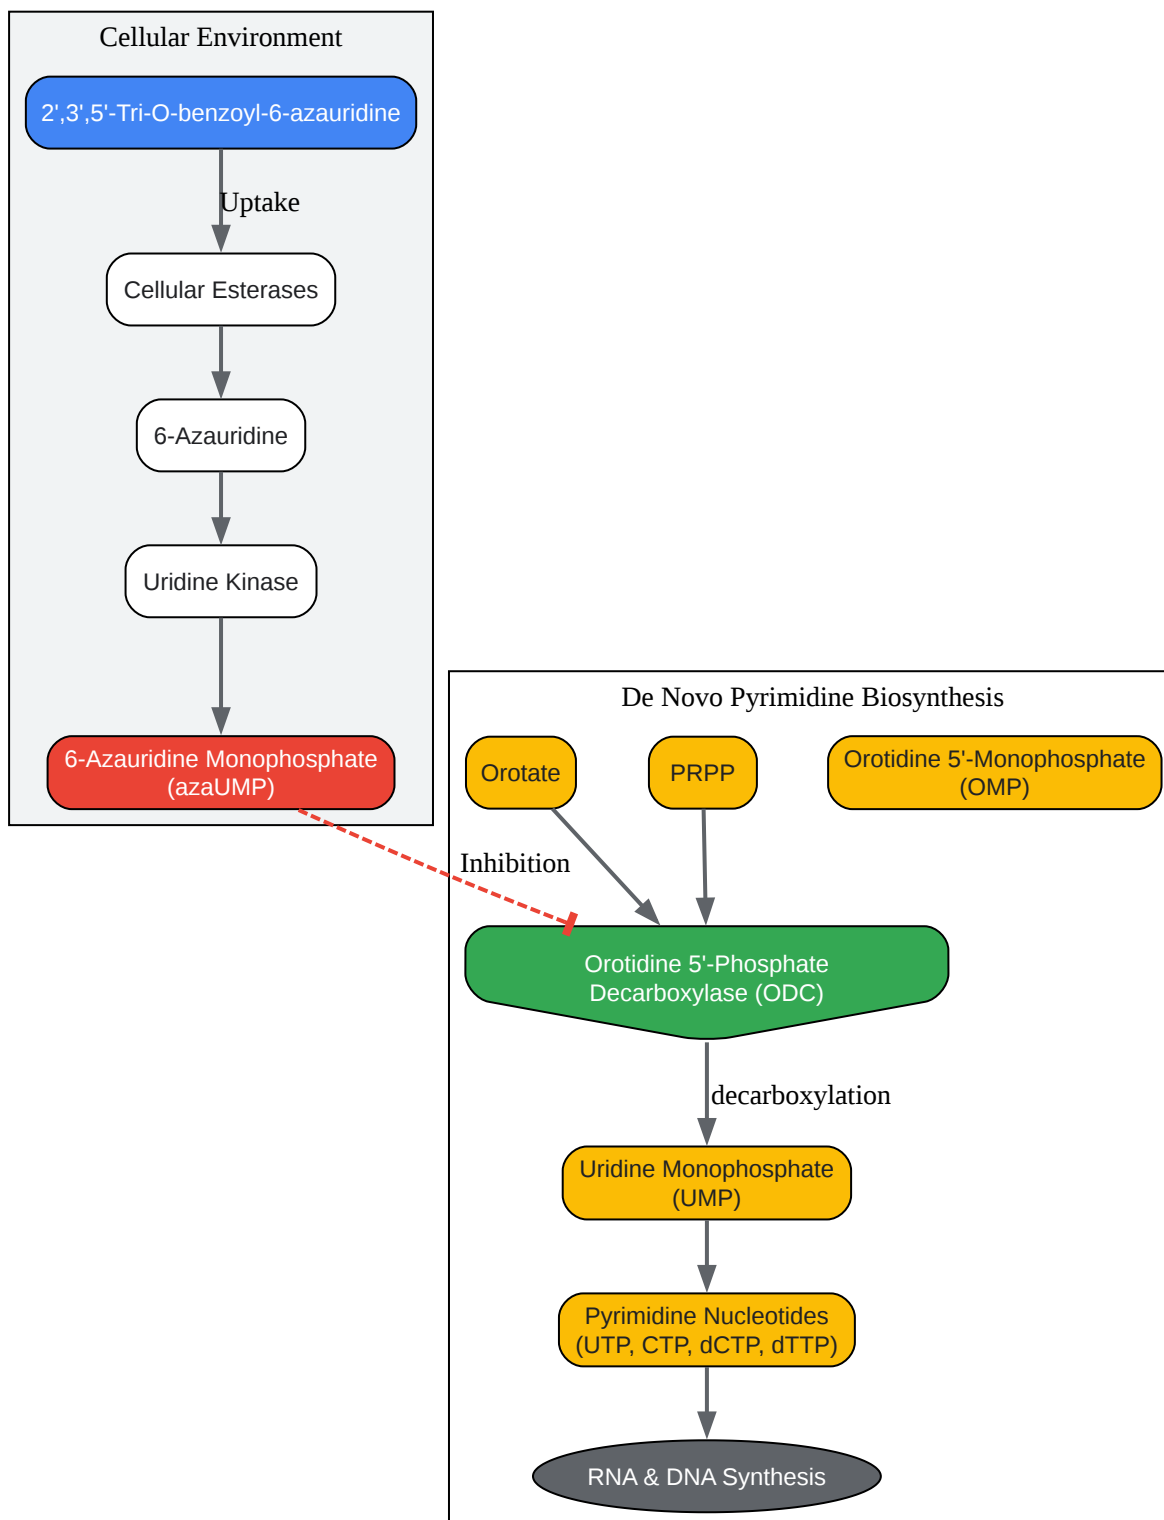 Cellular Environment
2',3',5'-Tri-O-benzoyl-6-azauridine
Uptake
Cellular Esterases
6-Azauridine
Uridine Kinase
6-Azauridine Monophosphate
(azaUMP)
De Novo Pyrimidine Biosynthesis
Orotate
PRPP
Orotidine 5'-Monophosphate
(OMP)
Inhibition
Orotidine 5'-Phosphate
Decarboxylase (ODC)
decarboxylation
Uridine Monophosphate
(UMP)
Pyrimidine Nucleotides
(UTP, CTP, dCTP, dTTP)
RNA & DNA Synthesis